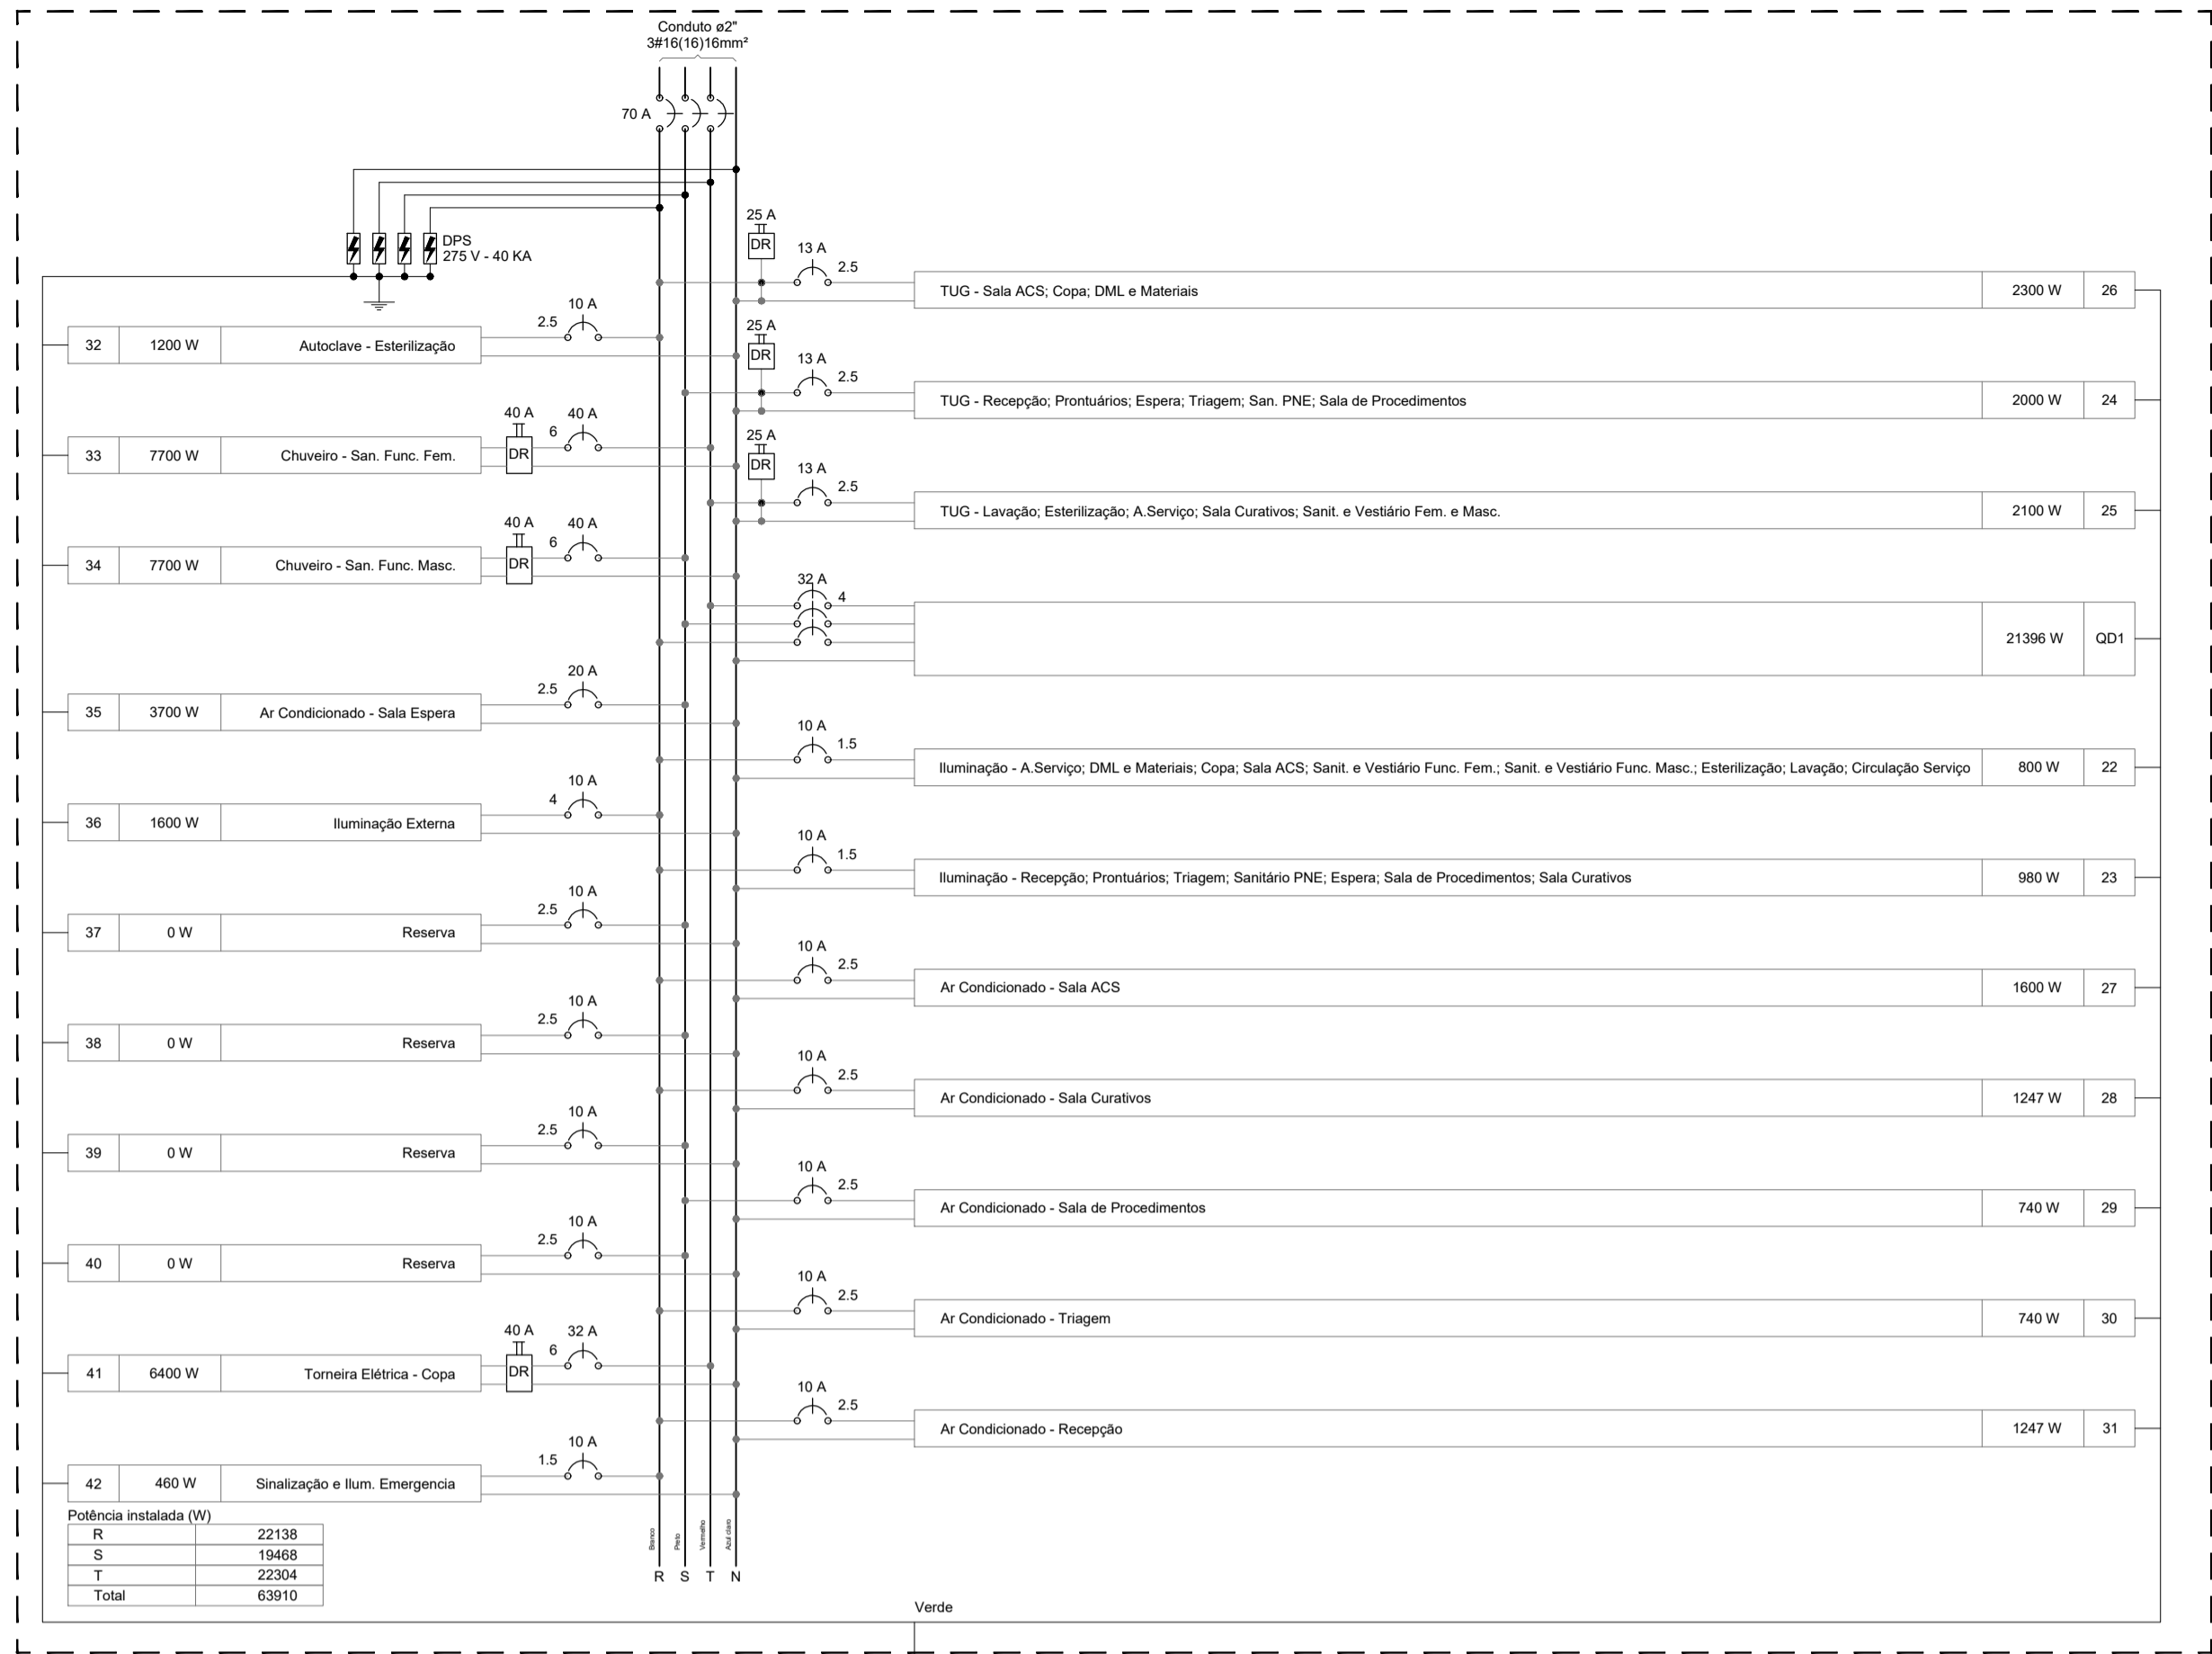 Conduto ø2"
3#16(16)16mm²
70 A
DPS
275 V - 40 KA
25 A
DR
13 A
2.5
TUG - Sala ACS; Copa; DML e Materiais 2300 W 26
10 A
2.5
32 1200 W Autoclave - Esterilização
25 A
DR
13 A
2.5
TUG - Recepção; Prontuários; Espera; Triagem; San. PNE; Sala de Procedimentos 2000 W 24
40 A
40 A
6
33 7700 W Chuveiro - San. Func. Fem. DR
25 A
DR
13 A
2.5
TUG - Lavação; Esterilização; A.Serviço; Sala Curativos; Sanit. e Vestiário Fem. e Masc. 2100 W 25
40 A
40 A
6
34 7700 W Chuveiro - San. Func. Masc. DR
32 A
4
21396 W QD1
20 A
2.5
35 3700 W Ar Condicionado - Sala Espera
10 A
1.5
Iluminação - A.Serviço; DML e Materiais; Copa; Sala ACS; Sanit. e Vestiário Func. Fem.; Sanit. e Vestiário Func. Masc.; Esterilização; Lavação; Circulação Serviço 800 W 22
10 A
4
36 1600 W Iluminação Externa
10 A
1.5
Iluminação - Recepção; Prontuários; Triagem; Sanitário PNE; Espera; Sala de Procedimentos; Sala Curativos 980 W 23
10 A
2.5
37 0 W Reserva
10 A
2.5
Ar Condicionado - Sala ACS 1600 W 27
10 A
2.5
38 0 W Reserva
10 A
2.5
Ar Condicionado - Sala Curativos 1247 W 28
10 A
2.5
39 0 W Reserva
10 A
2.5
Ar Condicionado - Sala de Procedimentos 740 W 29
10 A
2.5
40 0 W Reserva
10 A
2.5
Ar Condicionado - Triagem 740 W 30
40 A
32 A
6
41 6400 W Torneira Elétrica - Copa DR
10 A
2.5
Ar Condicionado - Recepção 1247 W 31
10 A
1.5
42 460 W Sinalização e Ilum. Emergencia
Potência instalada (W)
R 22138
S 19468
T 22304
Total 63910
Branco
Preto
Vermelho
Azul claro
R S T N
Verde